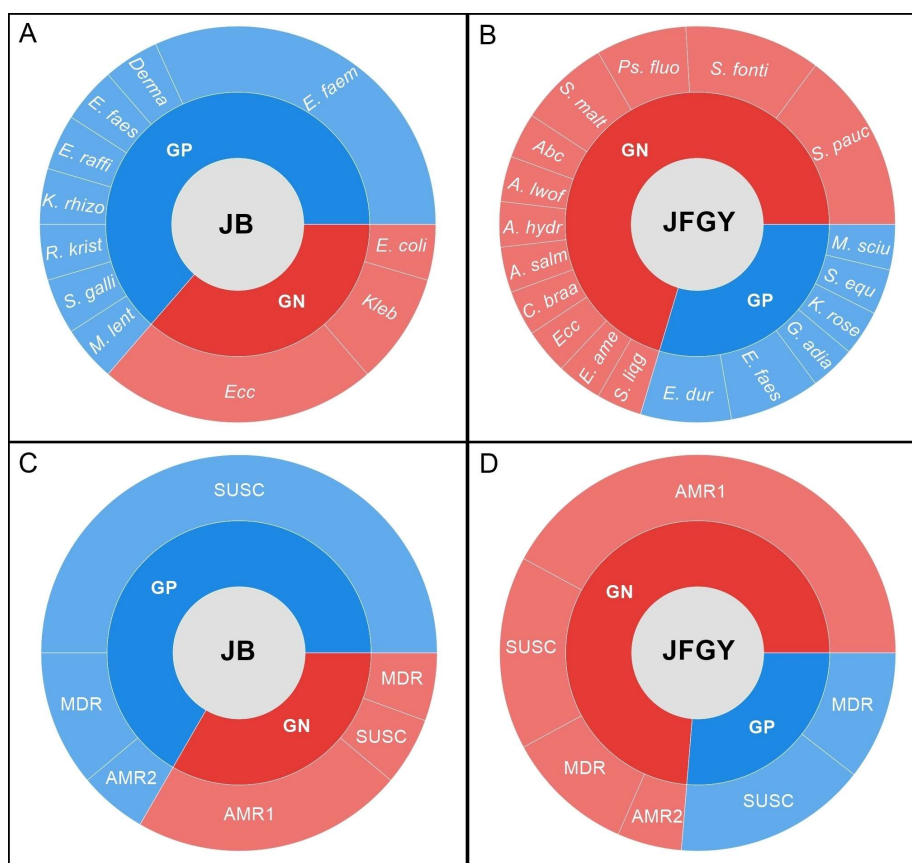 A
Derma
E. faem
E. faes
GP
E. raffi
K. rhizo
JB
R. krist
E. coli
S. galli
GN
Kleb
M. lent
Ecc
B
Ps. fluo
S. fonti
S. malt
Abc
GN
S. pauc
A. lwof
A. hydr
JFGY
M. sciu
A. salm
S. equ
C. braa
GP
K. rose
Ecc
G. adia
E. ame
E. faes
S. liqg
E. dur
C
SUSC
GP
JB
MDR
MDR
GN
SUSC
AMR2
AMR1
D
AMR1
GN
SUSC
JFGY
GP
MDR
MDR
SUSC
AMR2